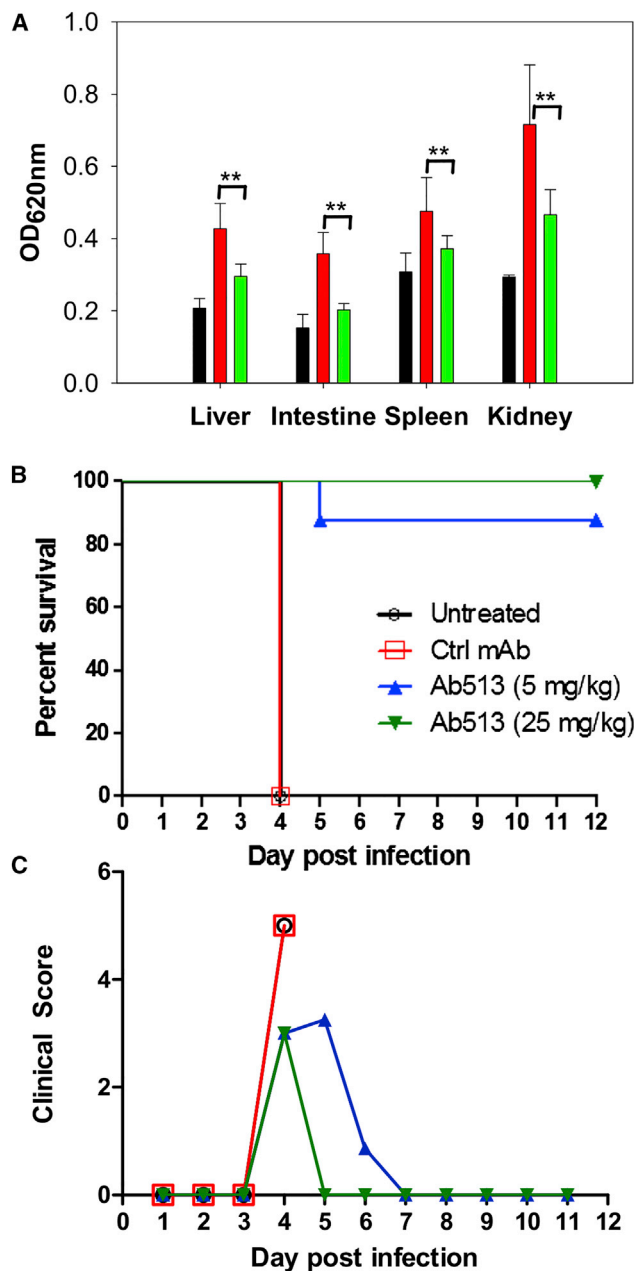 A
OD620nm
1.0
0.8
0.6
0.4
0.2
0.0
**
**
**
**
Liver Intestine Spleen Kidney
B
Percent survival
100
80
60
40
20
0
Untreated
Ctrl mAb
Ab513 (5 mg/kg)
Ab513 (25 mg/kg)
0 1 2 3 4 5 6 7 8 9 10 11 12
Day post infection
C
Clinical Score
6
4
2
0
0 1 2 3 4 5 6 7 8 9 10 11 12
Day post infection